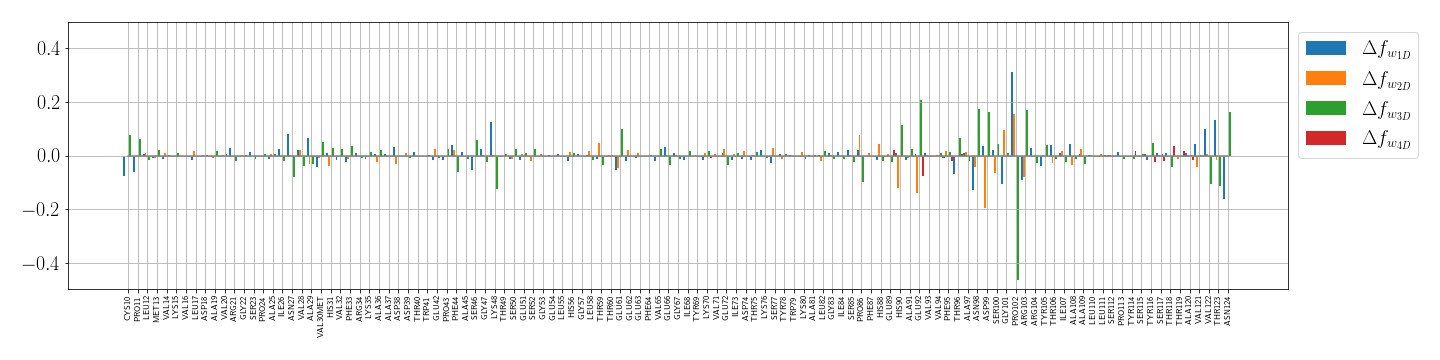 0.4
0.2
0.0
−0.2
−0.4
CYS10
PRO11
LEU12
MET13
VAL14
LYS15
VAL16
LEU17
ASP18
ALA19
VAL20
ARG21
GLY22
SER23
PRO24
ALA25
ILE26
ASN27
VAL28
ALA29
VAL30MET
HIS31
VAL32
PHE33
ARG34
LYS35
ALA36
ALA37
ASP38
ASP39
THR40
TRP41
GLU42
PRO43
PHE44
ALA45
SER46
GLY47
LYS48
THR49
SER50
GLU51
SER52
GLY53
GLU54
LEU55
HIS56
GLY57
LEU58
THR59
THR60
GLU61
GLU62
GLU63
PHE64
VAL65
GLU66
GLY67
ILE68
TYR69
LYS70
VAL71
GLU72
ILE73
ASP74
THR75
LYS76
SER77
TYR78
TRP79
LYS80
ALA81
LEU82
GLY83
ILE84
SER85
PRO86
PHE87
HIS88
GLU89
HIS90
ALA91
GLU92
VAL93
VAL94
PHE95
THR96
ALA97
ASN98
ASP99
SER100
GLY101
PRO102
ARG103
ARG104
TYR105
THR106
ILE107
ALA108
ALA109
LEU110
LEU111
SER112
PRO113
TYR114
SER115
TYR116
SER117
THR118
THR119
ALA120
VAL121
VAL122
THR123
ASN124
Δf_{w_{1D}}
Δf_{w_{2D}}
Δf_{w_{3D}}
Δf_{w_{4D}}